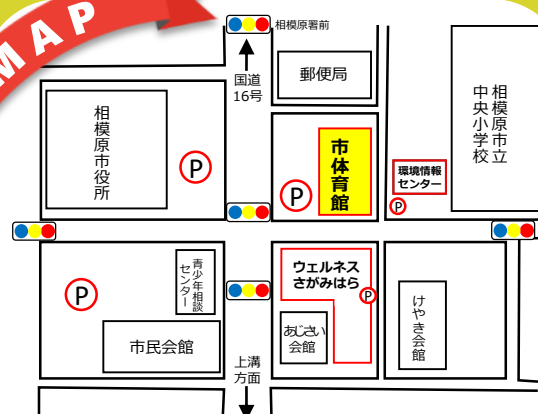 MAP
相模原署前
国道
16号
郵便局
相模原市立
中央小学校
相模原市役所
P
P
市体育館
環境情報
センター
P
P
青少年相談
センター
市民会館
ウェルネス
さがみはら
P
あじさい
会館
けやき会館
上溝
方面